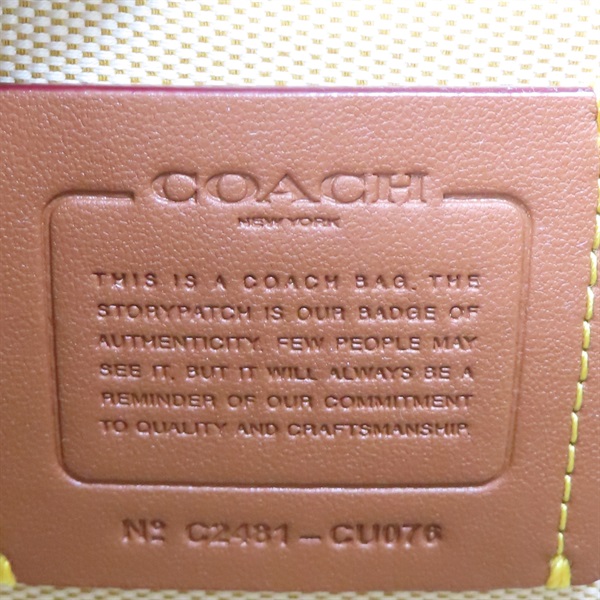 COACH
NEW YORK
THIS IS A COACH BAG. THE
STORYPATCH IS OUR BADGE OF
AUTHENTICITY. FEW PEOPLE MAY
SEE IT, BUT IT WILL ALWAYS BE A
REMINDER OF OUR COMMITMENT
TO QUALITY AND CRAFTSMANSHIP.
Nº C2481-CU076